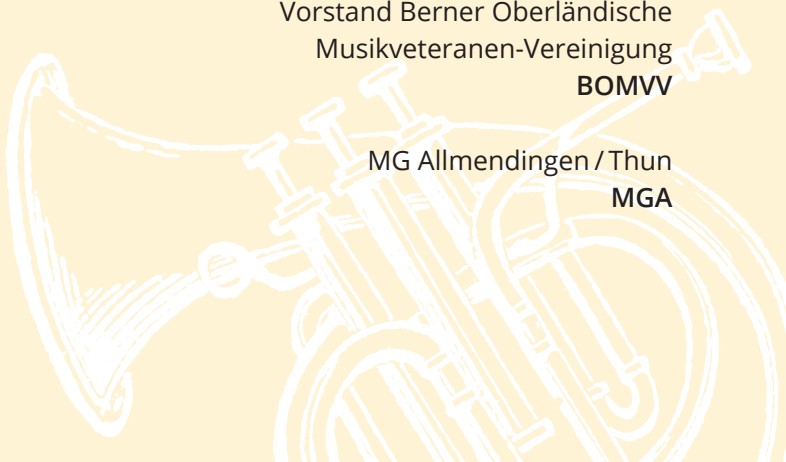 Vorstand Berner Oberländische
Musikveteranen-Vereinigung
BOMVV
MG Allmendingen / Thun
MGA